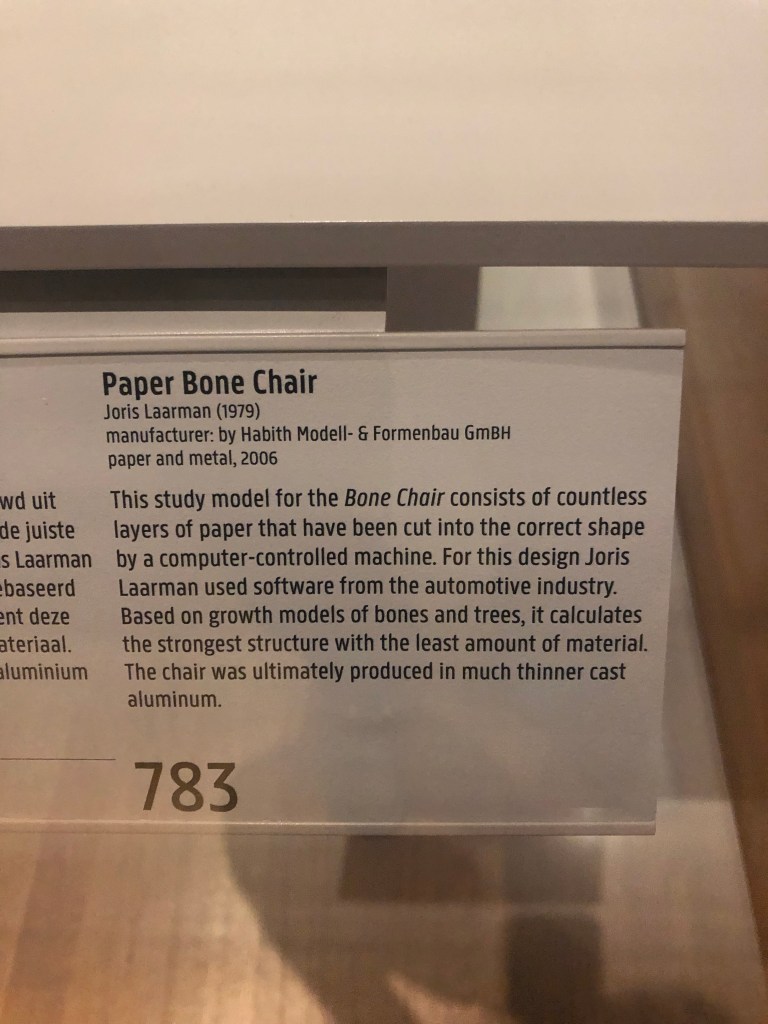 Paper Bone Chair
Joris Laarman (1979)
manufacturer: by Habith Modell- & Formenbau GmBH
paper and metal, 2006
This study model for the Bone Chair consists of countless
layers of paper that have been cut into the correct shape
by a computer-controlled machine. For this design Joris
Laarman used software from the automotive industry.
Based on growth models of bones and trees, it calculates
the strongest structure with the least amount of material.
The chair was ultimately produced in much thinner cast
aluminum.
wd uit
de juiste
s Laarman
ebaseerd
ent deze
ateriaal.
aluminium
783